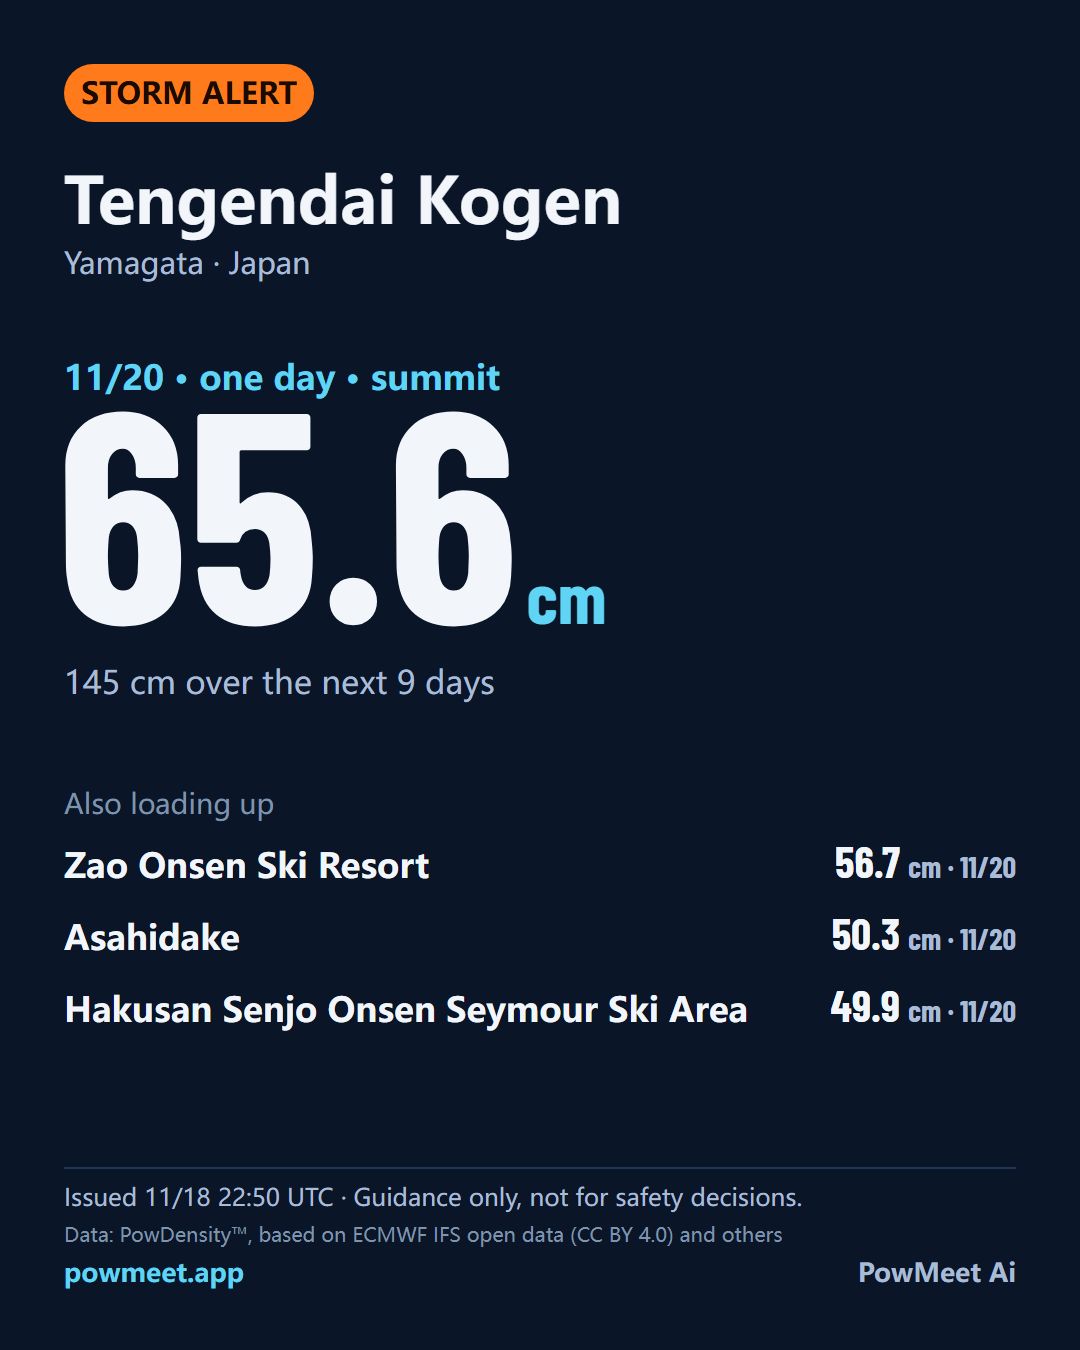 STORM ALERT
Tengendai Kogen
Yamagata · Japan
11/20 • one day • summit
65.6 cm
145 cm over the next 9 days
Also loading up
Zao Onsen Ski Resort 56.7 cm · 11/20
Asahidake 50.3 cm · 11/20
Hakusan Senjo Onsen Seymour Ski Area 49.9 cm · 11/20
Issued 11/18 22:50 UTC · Guidance only, not for safety decisions.
Data: PowDensity™, based on ECMWF IFS open data (CC BY 4.0) and others
powmeet.app PowMeet Ai